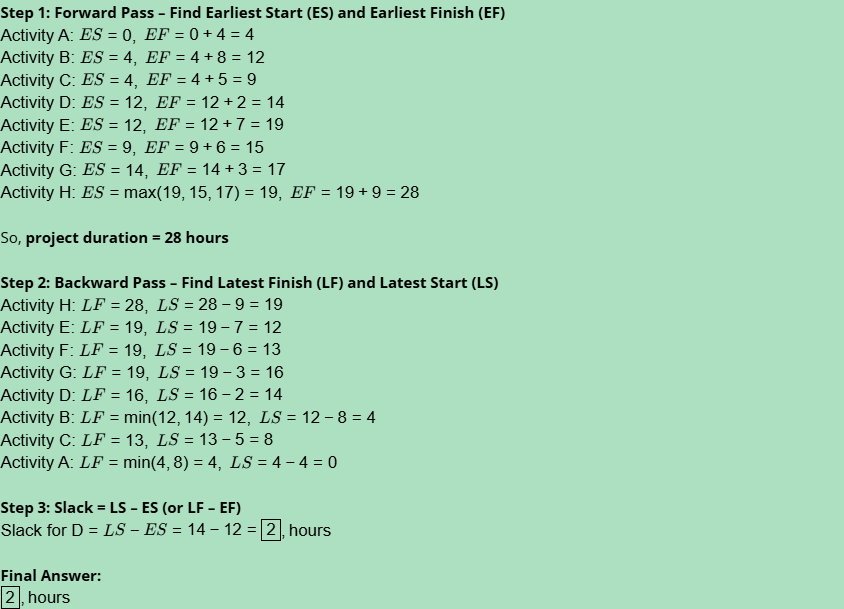 Step 1: Forward Pass – Find Earliest Start (ES) and Earliest Finish (EF)
Activity A: ES = 0, EF = 0 + 4 = 4
Activity B: ES = 4, EF = 4 + 8 = 12
Activity C: ES = 4, EF = 4 + 5 = 9
Activity D: ES = 12, EF = 12 + 2 = 14
Activity E: ES = 12, EF = 12 + 7 = 19
Activity F: ES = 9, EF = 9 + 6 = 15
Activity G: ES = 14, EF = 14 + 3 = 17
Activity H: ES = max(19, 15, 17) = 19, EF = 19 + 9 = 28
So, project duration = 28 hours
Step 2: Backward Pass – Find Latest Finish (LF) and Latest Start (LS)
Activity H: LF = 28, LS = 28 – 9 = 19
Activity E: LF = 19, LS = 19 – 7 = 12
Activity F: LF = 19, LS = 19 – 6 = 13
Activity G: LF = 19, LS = 19 – 3 = 16
Activity D: LF = 16, LS = 16 – 2 = 14
Activity B: LF = min(12, 14) = 12, LS = 12 – 8 = 4
Activity C: LF = 13, LS = 13 – 5 = 8
Activity A: LF = min(4, 8) = 4, LS = 4 – 4 = 0
Step 3: Slack = LS – ES (or LF – EF)
Slack for D = LS – ES = 14 – 12 = 2, hours
Final Answer:
2, hours